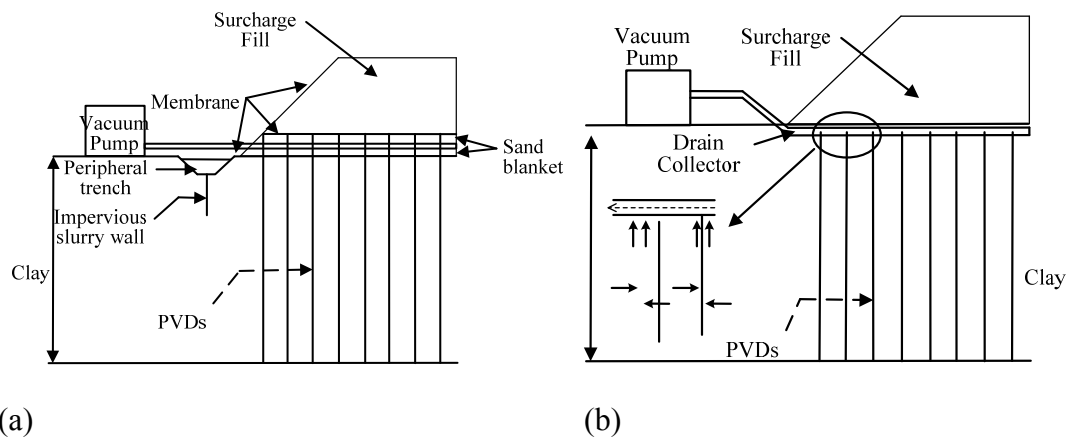 Surcharge
Fill
Membrane
Vacuum
Pump
Peripheral
trench
Impervious
slurry wall
Clay
PVDs
Sand
blanket
(a)
Vacuum
Pump
Surcharge
Fill
Drain
Collector
PVDs
Clay
(b)